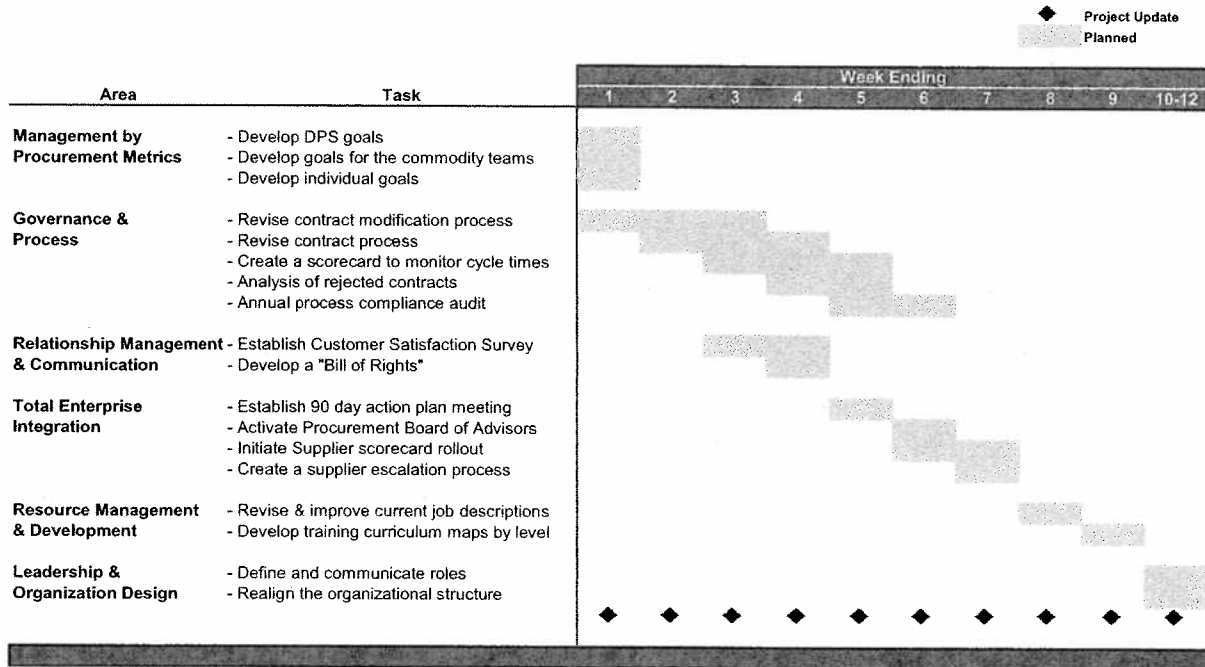 Project Update
Planned
Week Ending
Area Task 1 2 3 4 5 6 7 8 9 10-12
Management by - Develop DPS goals
Procurement Metrics - Develop goals for the commodity teams
- Develop individual goals
Governance & - Revise contract modification process
Process - Revise contract process
- Create a scorecard to monitor cycle times
- Analysis of rejected contracts
- Annual process compliance audit
Relationship Management - Establish Customer Satisfaction Survey
& Communication - Develop a "Bill of Rights"
Total Enterprise - Establish 90 day action plan meeting
Integration - Activate Procurement Board of Advisors
- Initiate Supplier scorecard rollout
- Create a supplier escalation process
Resource Management - Revise & improve current job descriptions
& Development - Develop training curriculum maps by level
Leadership & - Define and communicate roles
Organization Design - Realign the organizational structure